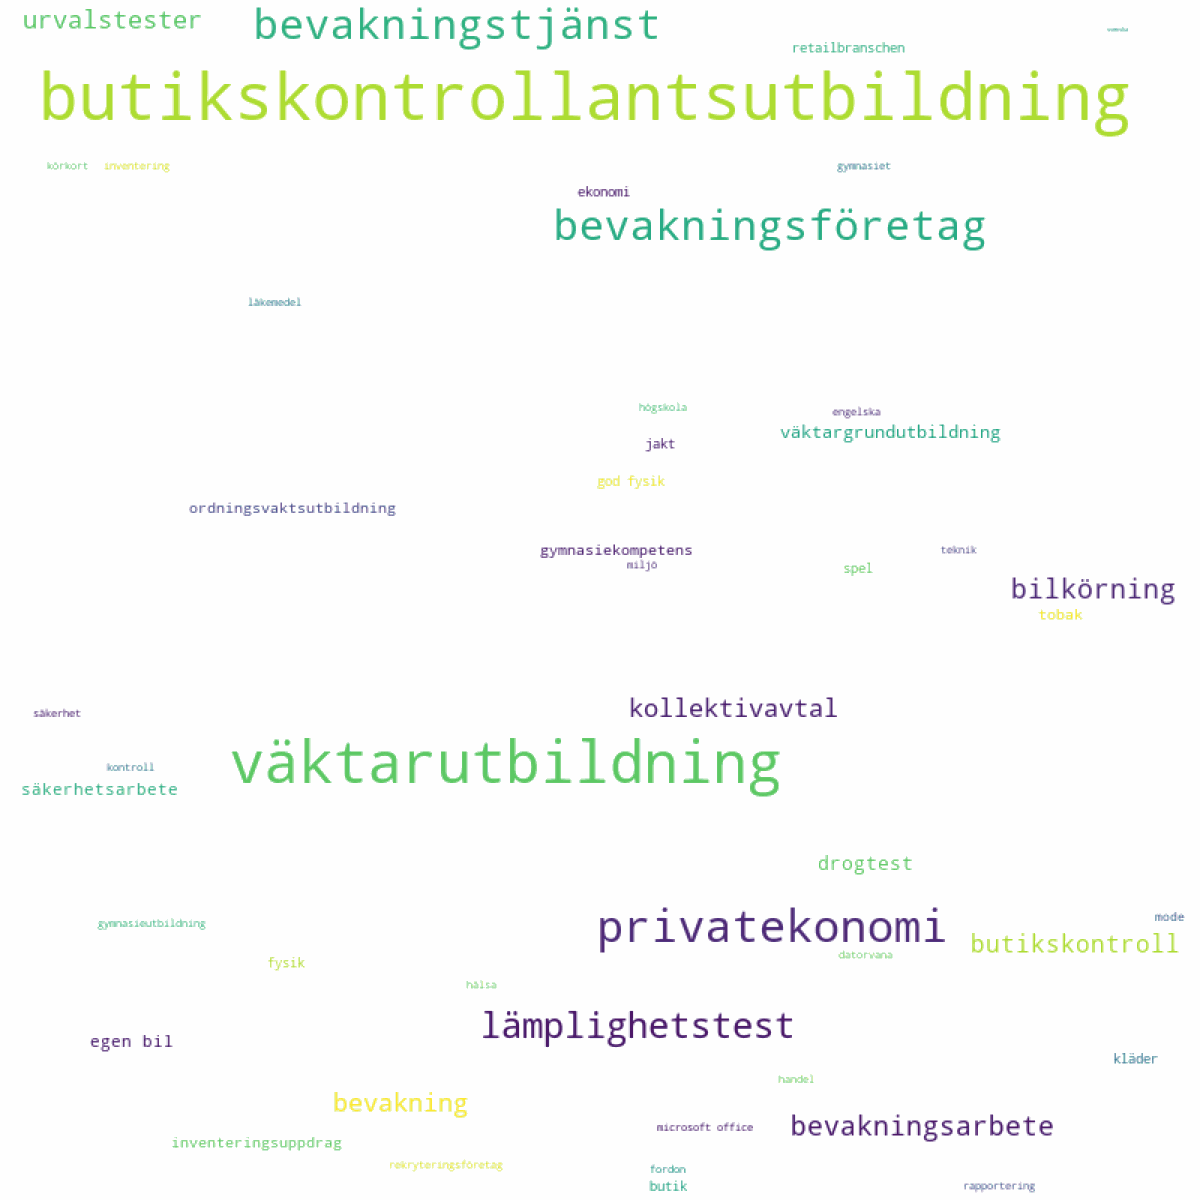 urvalstester
bevakningstjänst
retailbranschen
butikskontrollantsutbildning
körkort
inventering
gymnasiet
ekonomi
bevakningsföretag
läkemedel
högskola
engelska
väktargrundutbildning
jakt
god fysik
ordningsvaktsutbildning
gymnasiekompetens
teknik
miljö
spel
bilkörning
tobak
säkerhet
kollektivavtal
väktarutbildning
kontroll
säkerhetsarbete
drogtest
gymnasieutbildning
privatekonomi
mode
butikskontroll
datorvana
fysik
hälsa
lämplighetstest
egen bil
kläder
handel
bevakning
microsoft office
bevakningsarbete
inventeringsuppdrag
rekryteringsföretag
fordon
butik
rapportering